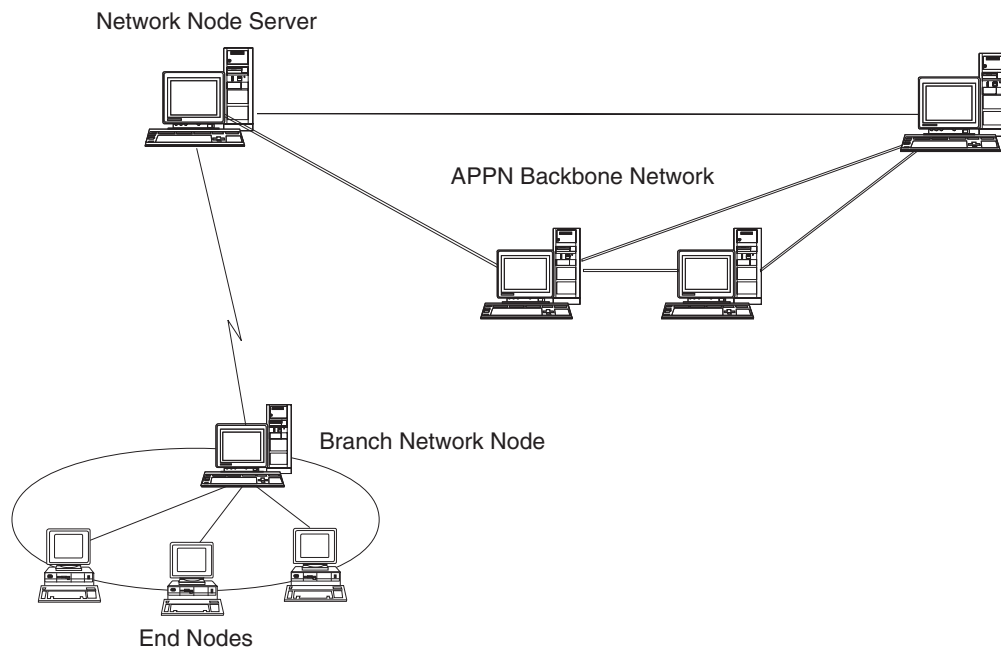 Network Node Server
APPN Backbone Network
Branch Network Node
End Nodes